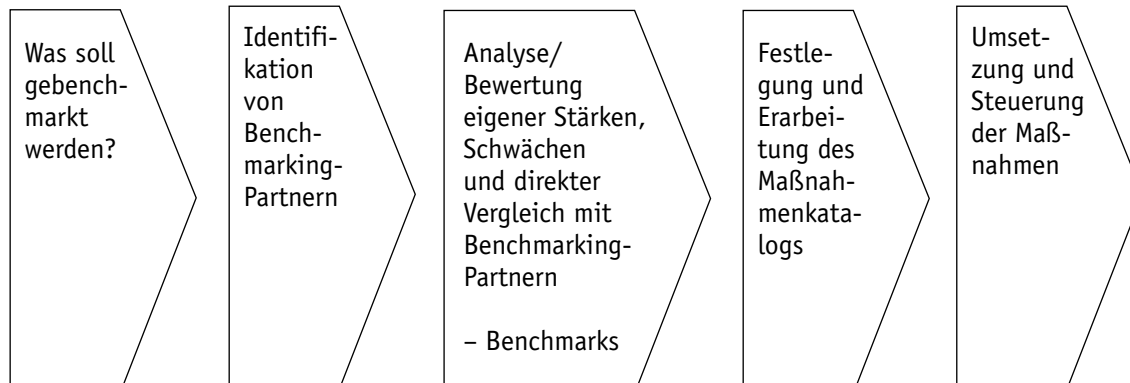 Was soll
gebench-
markt
werden?
Identifi-
kation
von
Bench-
marking-
Partnern
Analyse/
Bewertung
eigener Stärken,
Schwächen
und direkter
Vergleich mit
Benchmarking-
Partnern
– Benchmarks
Festle-
gung und
Erarbei-
tung des
Maßnah-
menkata-
logs
Umset-
zung und
Steuerung
der Maß-
nahmen